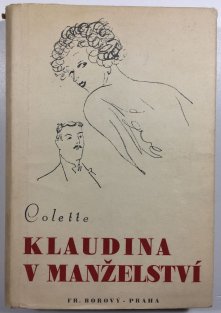 Colette
KLAUDINA
V MANŽELSTVÍ
FR. BOROVÝ - PRAHA